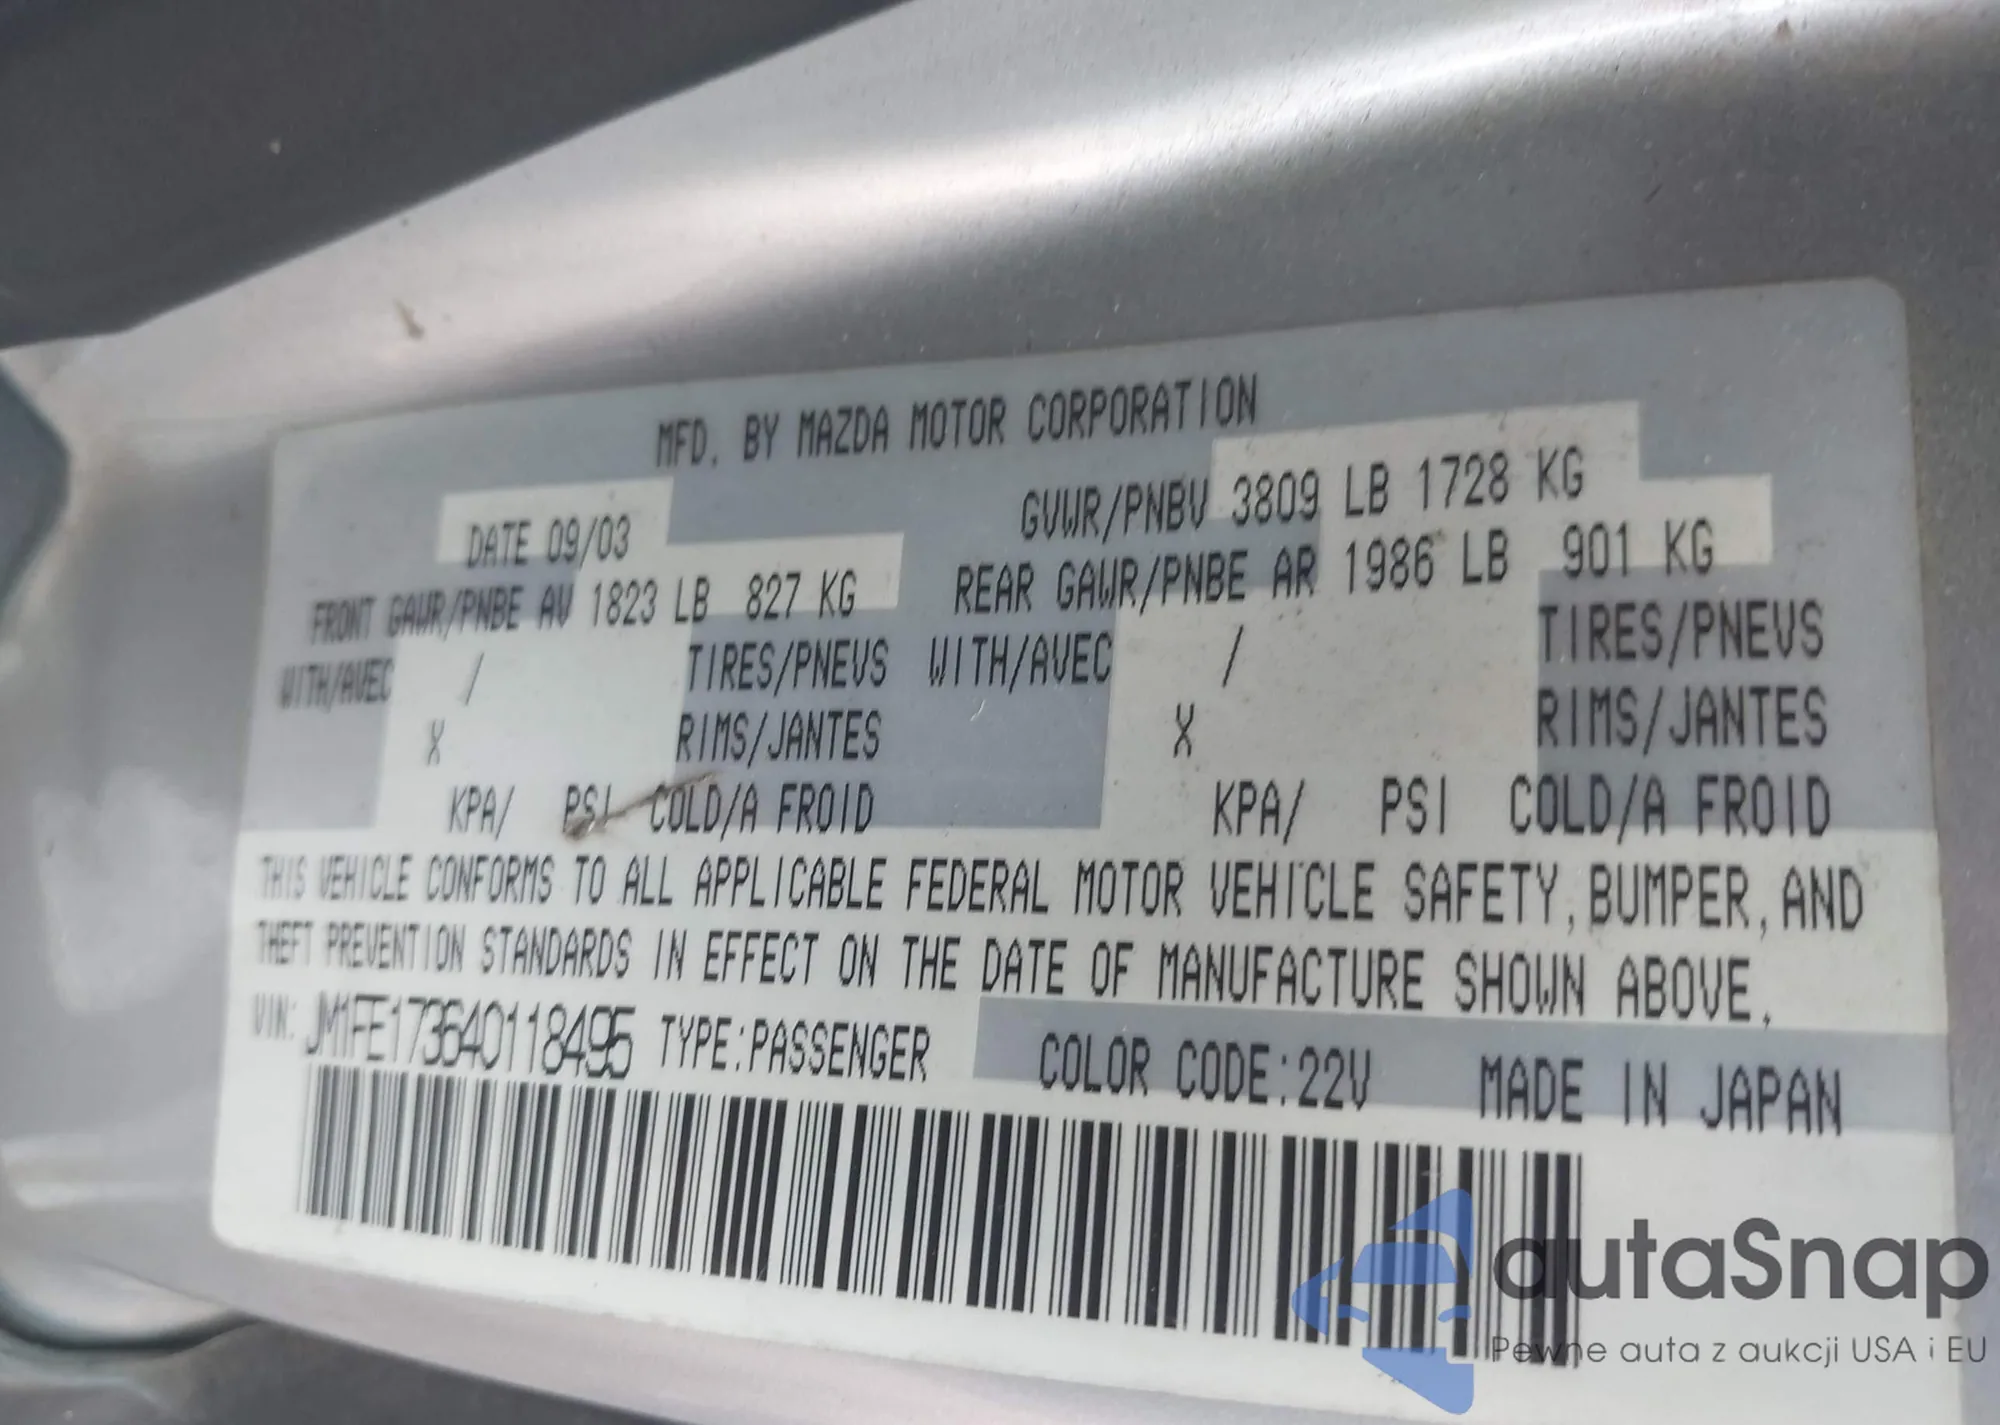 MFD. BY MAZDA MOTOR CORPORATION
DATE 09/03 GVWR/PNBV 3809 LB 1728 KG
FRONT GAWR/PNBE AV 1823 LB 827 KG REAR GAWR/PNBE AR 1986 LB 901 KG
WITH/AVEC / TIRES/PNEVS WITH/AVEC / TIRES/PNEVS
X RIMS/JANTES X RIMS/JANTES
KPA/ PSI COLD/A FROID KPA/ PSI COLD/A FROID
THIS VEHICLE CONFORMS TO ALL APPLICABLE FEDERAL MOTOR VEHICLE SAFETY, BUMPER, AND
THEFT PREVENTION STANDARDS IN EFFECT ON THE DATE OF MANUFACTURE SHOWN ABOVE.
VIN: JM1FE173640118495 TYPE:PASSENGER COLOR CODE:22V MADE IN JAPAN
autaSnap
Pewne auta z aukcji USA i EU